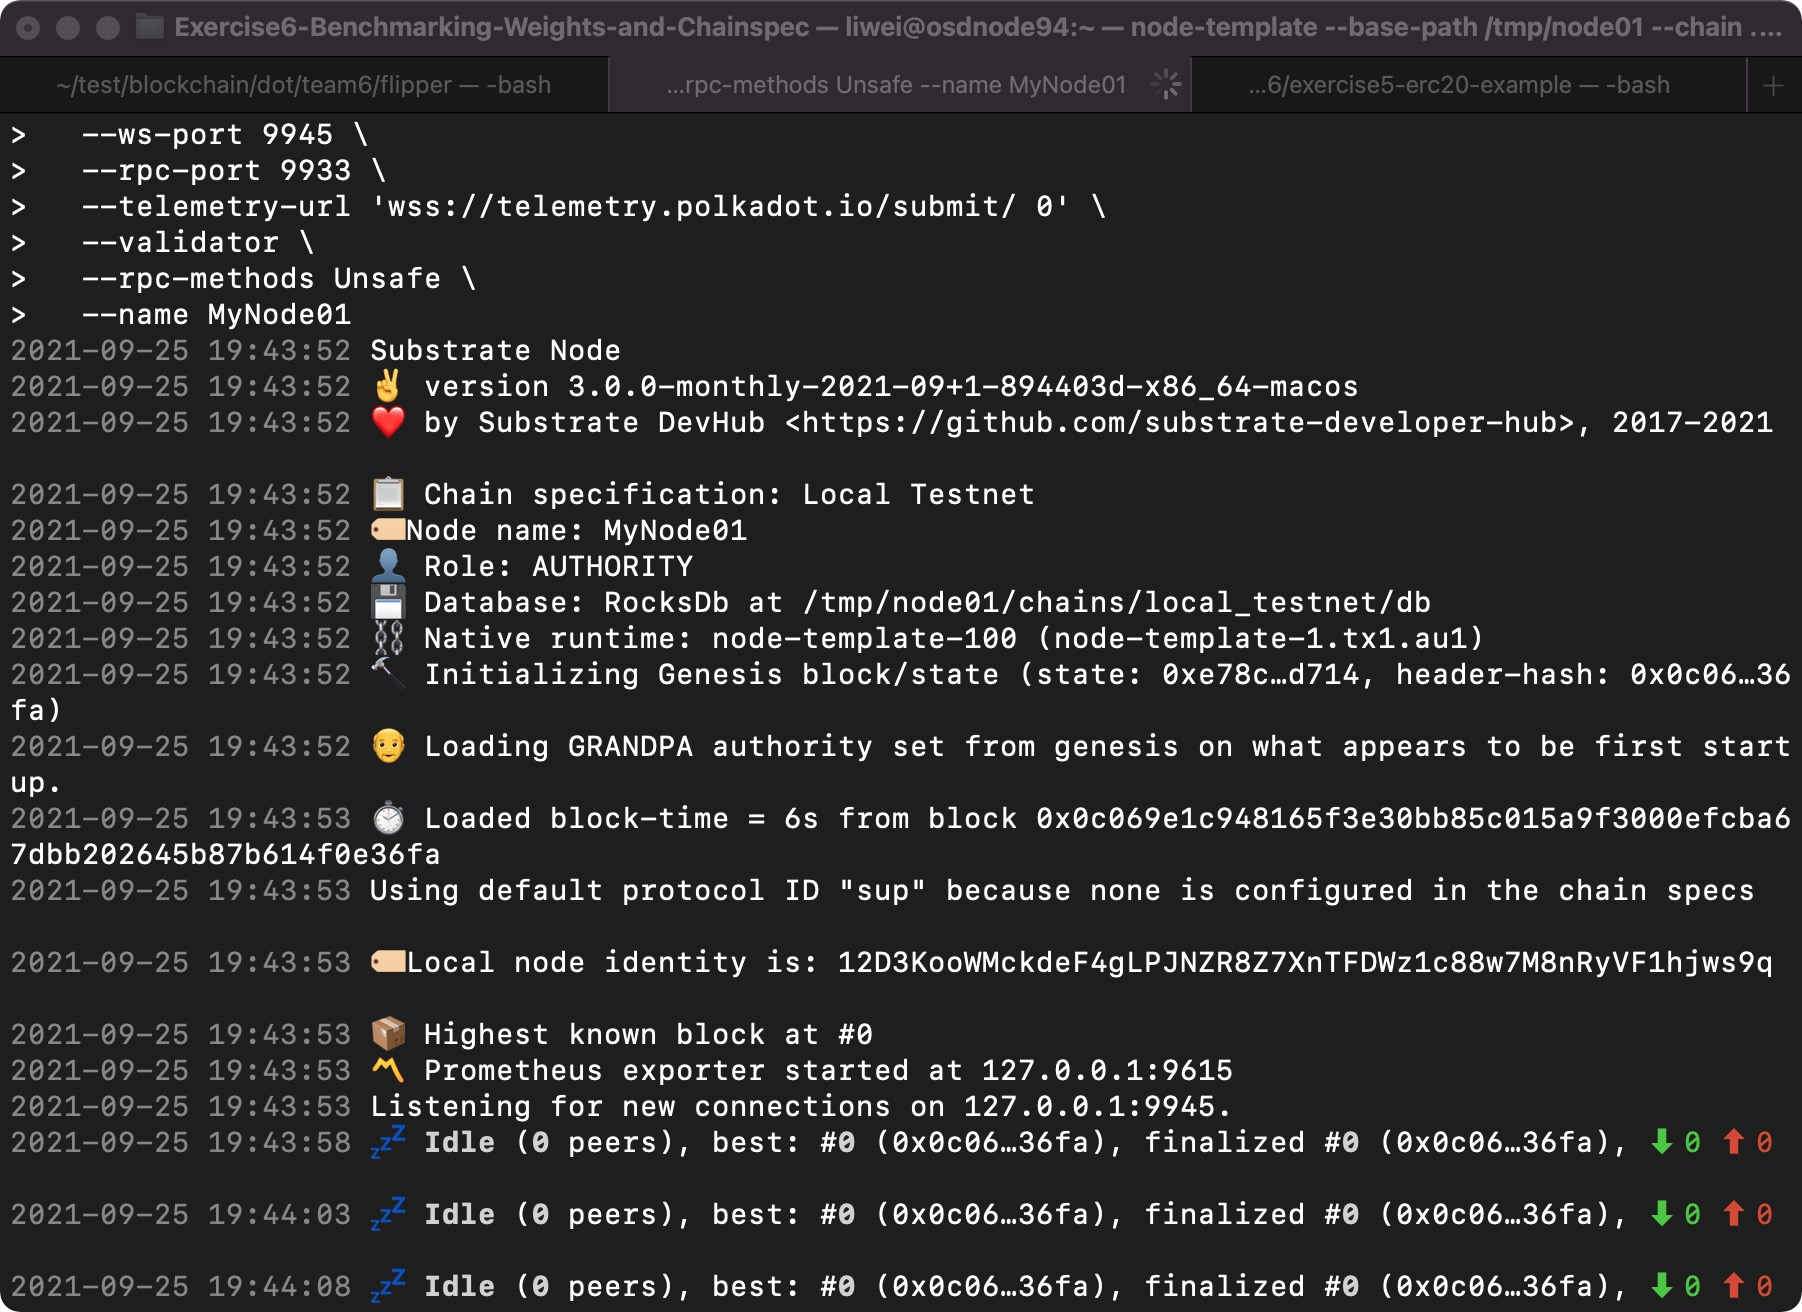 Exercise6-Benchmarking-Weights-and-Chainspec — liwei@osdnode94:~ — node-template --base-path /tmp/node01 --chain ....
~/test/blockchain/dot/team6/flipper — -bash
...rpc-methods Unsafe --name MyNode01
...6/exercise5-erc20-example — -bash
+
>   --ws-port 9945 \
>   --rpc-port 9933 \
>   --telemetry-url 'wss://telemetry.polkadot.io/submit/ 0' \
>   --validator \
>   --rpc-methods Unsafe \
>   --name MyNode01
2021-09-25 19:43:52 Substrate Node
2021-09-25 19:43:52 ✌️ version 3.0.0-monthly-2021-09+1-894403d-x86_64-macos
2021-09-25 19:43:52 ❤️ by Substrate DevHub <https://github.com/substrate-developer-hub>, 2017-2021
2021-09-25 19:43:52 📋 Chain specification: Local Testnet
2021-09-25 19:43:52 🏷Node name: MyNode01
2021-09-25 19:43:52 👤 Role: AUTHORITY
2021-09-25 19:43:52 💾 Database: RocksDb at /tmp/node01/chains/local_testnet/db
2021-09-25 19:43:52 ⛓ Native runtime: node-template-100 (node-template-1.tx1.au1)
2021-09-25 19:43:52 🔨 Initializing Genesis block/state (state: 0xe78c…d714, header-hash: 0x0c06…36
fa)
2021-09-25 19:43:52 👴 Loading GRANDPA authority set from genesis on what appears to be first start
up.
2021-09-25 19:43:53 ⏱ Loaded block-time = 6s from block 0x0c069e1c948165f3e30bb85c015a9f3000efcba6
7dbb202645b87b614f0e36fa
2021-09-25 19:43:53 Using default protocol ID "sup" because none is configured in the chain specs
2021-09-25 19:43:53 🏷Local node identity is: 12D3KooWMckdeF4gLPJNZR8Z7XnTFDWz1c88w7M8nRyVF1hjws9q
2021-09-25 19:43:53 📦 Highest known block at #0
2021-09-25 19:43:53 〽️ Prometheus exporter started at 127.0.0.1:9615
2021-09-25 19:43:53 Listening for new connections on 127.0.0.1:9945.
2021-09-25 19:43:58 💤 Idle (0 peers), best: #0 (0x0c06…36fa), finalized #0 (0x0c06…36fa), ⬇ 0 ⬆ 0
2021-09-25 19:44:03 💤 Idle (0 peers), best: #0 (0x0c06…36fa), finalized #0 (0x0c06…36fa), ⬇ 0 ⬆ 0
2021-09-25 19:44:08 💤 Idle (0 peers), best: #0 (0x0c06…36fa), finalized #0 (0x0c06…36fa), ⬇ 0 ⬆ 0